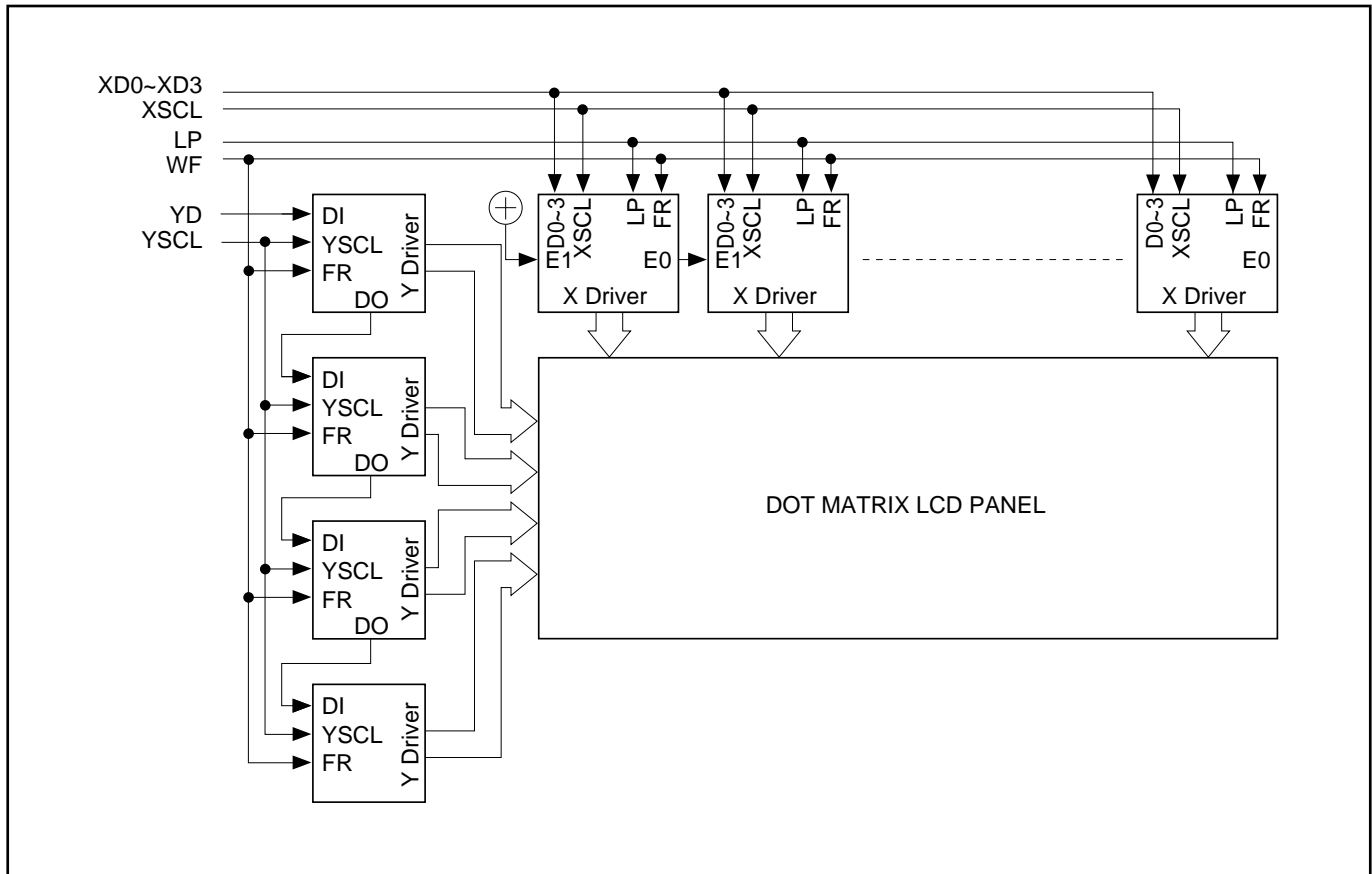 XD0~XD3
XSCL
LP
WF
YD
YSCL
DI
YSCL
FR
DO
Y Driver
D0~3
XSCL
LP
FR
E1
E0
X Driver
D0~3
XSCL
LP
FR
E1
X Driver
D0~3
XSCL
LP
FR
E0
X Driver
DI
YSCL
FR
DO
Y Driver
DI
YSCL
FR
DO
Y Driver
DI
YSCL
FR
Y Driver
DOT MATRIX LCD PANEL